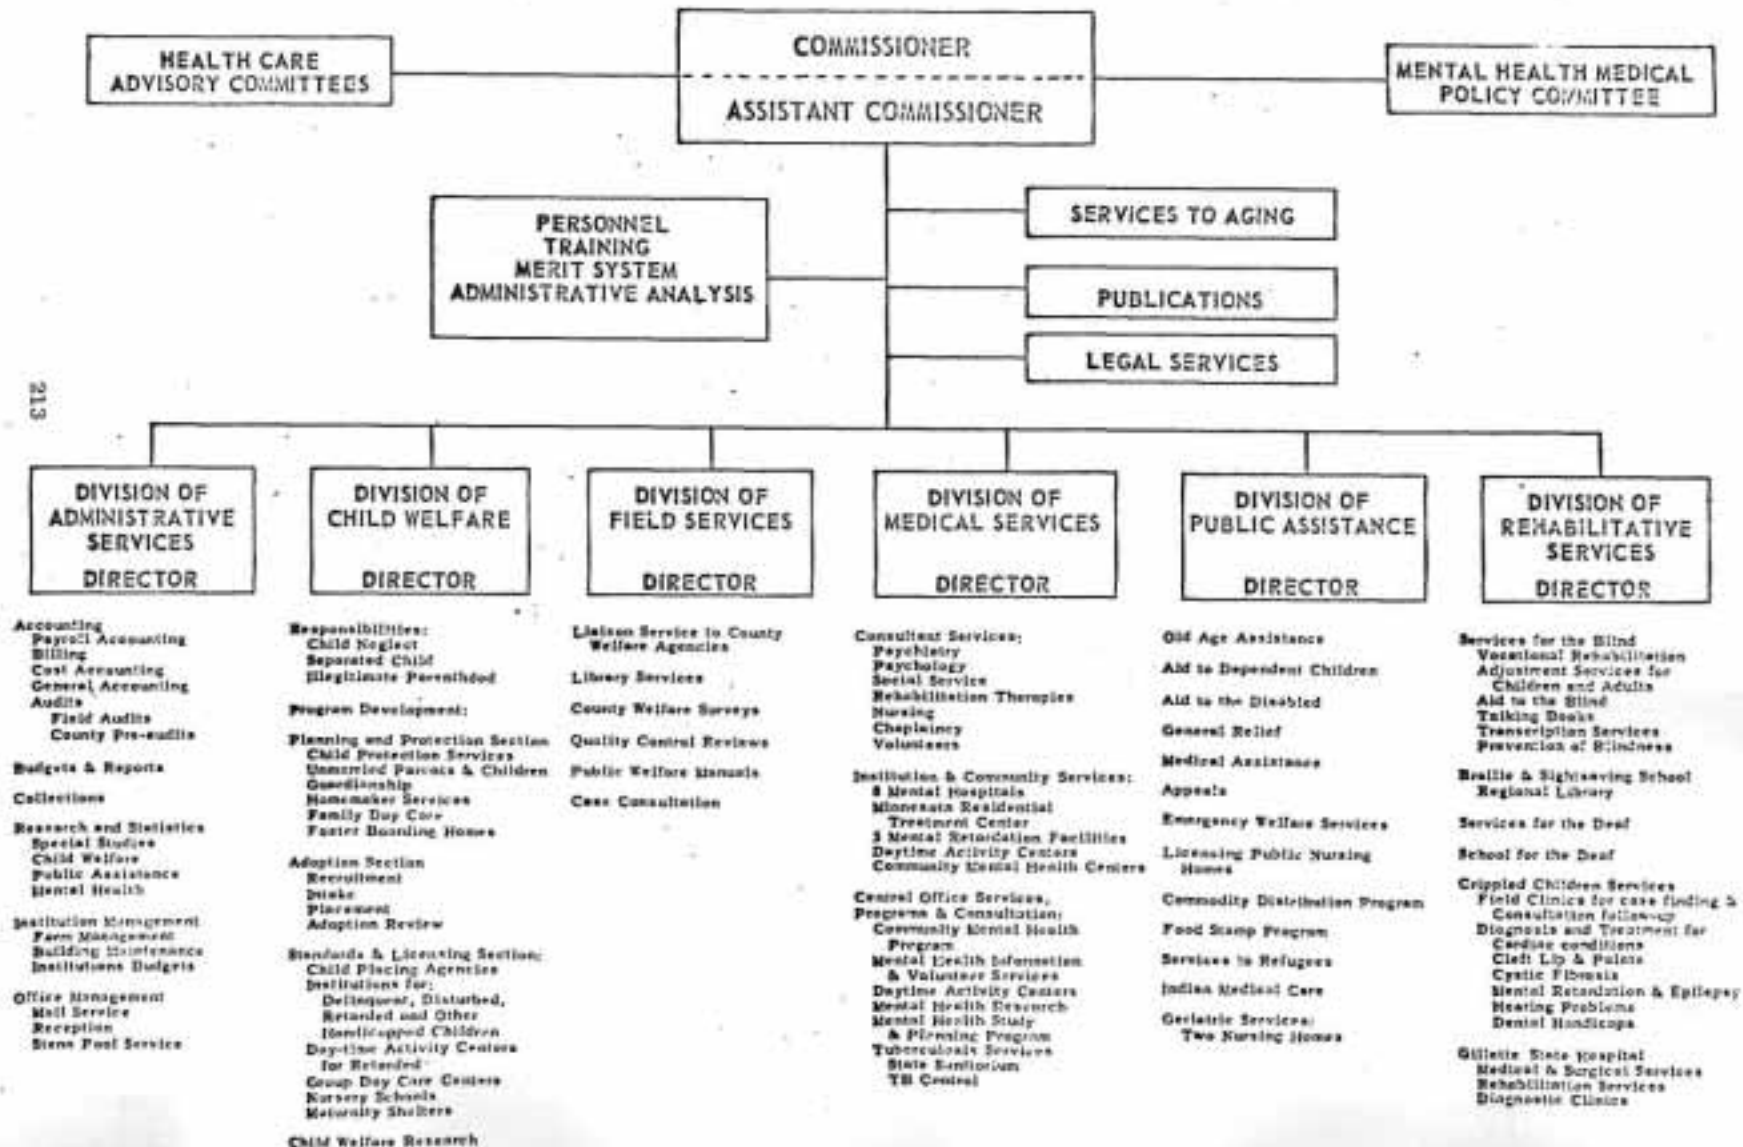 HEALTH CARE
ADVISORY COMMITTEES
COMMISSIONER
ASSISTANT COMMISSIONER
MENTAL HEALTH MEDICAL
POLICY COMMITTEE
PERSONNEL
TRAINING
MERIT SYSTEM
ADMINISTRATIVE ANALYSIS
SERVICES TO AGING
PUBLICATIONS
LEGAL SERVICES
213
DIVISION OF
ADMINISTRATIVE
SERVICES
DIRECTOR
Accounting
Payroll Accounting
Billing
Cost Accounting
General Accounting
Audits
Field Audits
County Pre-audits
Budgets & Reports
Collections
Research and Statistics
Special Studies
Child Welfare
Public Assistance
Mental Health
Institution Management
Farm Management
Building Maintenance
Institutions Budgets
Office Management
Mail Service
Reception
Steno Pool Service
DIVISION OF
CHILD WELFARE
DIRECTOR
Responsibilities:
Child Neglect
Separated Child
Illegitimate Parenthood
Program Development:
Planning and Protection Section
Child Protection Services
Unmarried Parents & Children
Guardianship
Homemaker Services
Family Day Care
Foster Boarding Homes
Adoption Section
Recruitment
Intake
Placement
Adoption Review
Standards & Licensing Section:
Child Placing Agencies
Institutions for:
Delinquent, Disturbed,
Retarded and Other
Handicapped Children
Day-time Activity Centers
for Retarded
Group Day Care Centers
Nursery Schools
Maternity Shelters
Child Welfare Research
DIVISION OF
FIELD SERVICES
DIRECTOR
Liaison Service to County
Welfare Agencies
Library Services
County Welfare Surveys
Quality Control Reviews
Public Welfare Manuals
Case Consultation
DIVISION OF
MEDICAL SERVICES
DIRECTOR
Consultant Services:
Psychiatry
Psychology
Social Service
Rehabilitation Therapies
Nursing
Chaplaincy
Volunteers
Institution & Community Services:
8 Mental Hospitals
Minnesota Residential
Treatment Center
3 Mental Retardation Facilities
Daytime Activity Centers
Community Mental Health Centers
Central Office Services,
Programs & Consultation:
Community Mental Health
Program
Mental Health Information
& Volunteer Services
Daytime Activity Centers
Mental Health Research
Mental Health Study
& Planning Program
Tuberculosis Services
State Sanitorium
TB Control
DIVISION OF
PUBLIC ASSISTANCE
DIRECTOR
Old Age Assistance
Aid to Dependent Children
Aid to the Disabled
General Relief
Medical Assistance
Appeals
Emergency Welfare Services
Licensing Public Nursing
Homes
Commodity Distribution Program
Food Stamp Program
Services to Refugees
Indian Medical Care
Geriatric Services:
Two Nursing Homes
DIVISION OF
REHABILITATIVE
SERVICES
DIRECTOR
Services for the Blind
Vocational Rehabilitation
Adjustment Services for
Children and Adults
Aid to the Blind
Talking Books
Transcription Services
Prevention of Blindness
Braille & Sightsaving School
Regional Library
Services for the Deaf
School for the Deaf
Crippled Children Services
Field Clinics for case finding &
Consultation follow-up
Diagnosis and Treatment for
Cardiac conditions
Cleft Lip & Palate
Cystic Fibrosis
Mental Retardation & Epilepsy
Hearing Problems
Dental Handicaps
Gillette State Hospital
Medical & Surgical Services
Rehabilitation Services
Diagnostic Clinics